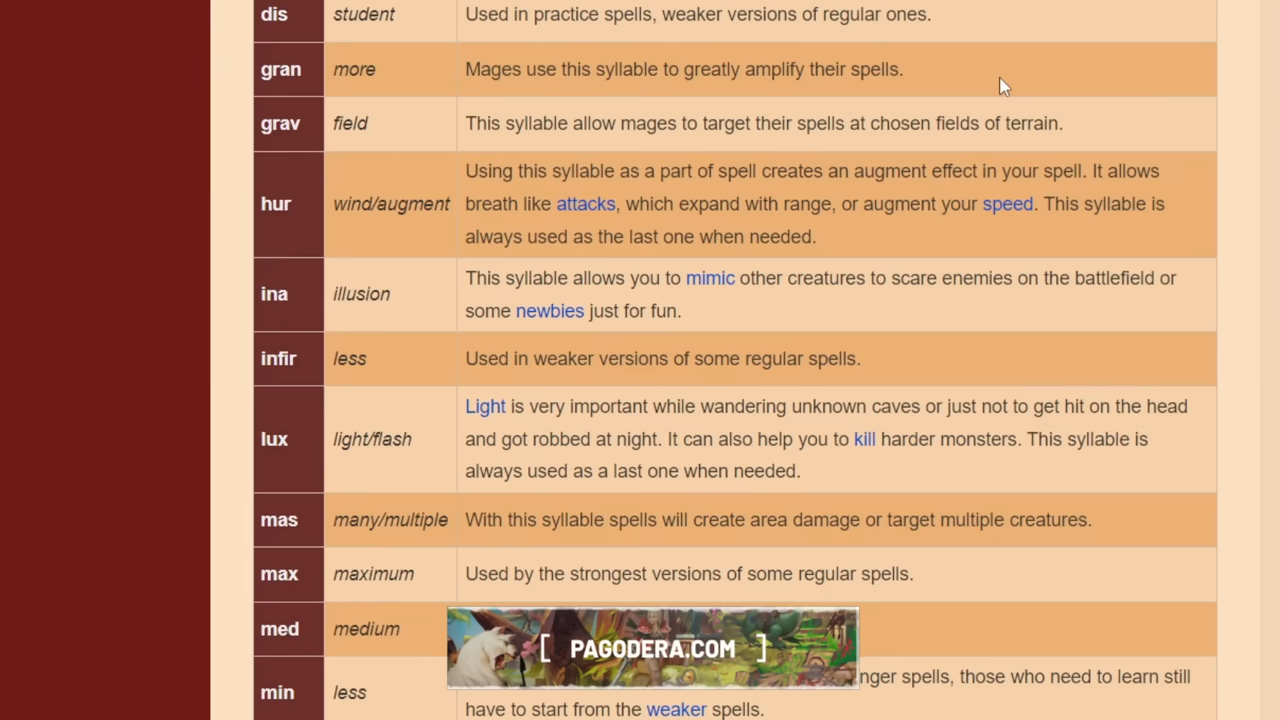 dis student Used in practice spells, weaker versions of regular ones.
gran more Mages use this syllable to greatly amplify their spells.
grav field This syllable allow mages to target their spells at chosen fields of terrain.
Using this syllable as a part of spell creates an augment effect in your spell. It allows
hur wind/augment breath like attacks, which expand with range, or augment your speed. This syllable is
always used as the last one when needed.
This syllable allows you to mimic other creatures to scare enemies on the battlefield or
ina illusion
some newbies just for fun.
infir less Used in weaker versions of some regular spells.
Light is very important while wandering unknown caves or just not to get hit on the head
lux light/flash and got robbed at night. It can also help you to kill harder monsters. This syllable is
always used as a last one when needed.
mas many/multiple With this syllable spells will create area damage or target multiple creatures.
max maximum Used by the strongest versions of some regular spells.
med medium
[ PAGODERA.COM ]
spells, those who need to learn still
min less
have to start from the weaker spells.